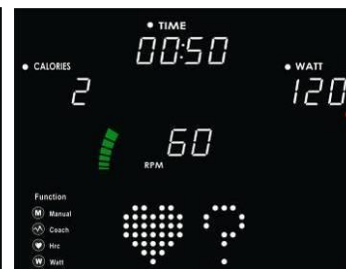 TIME
00:50
CALORIES
2
WATT
120
60
RPM
Function
M Manual
Coach
Hrc
W Watt
?